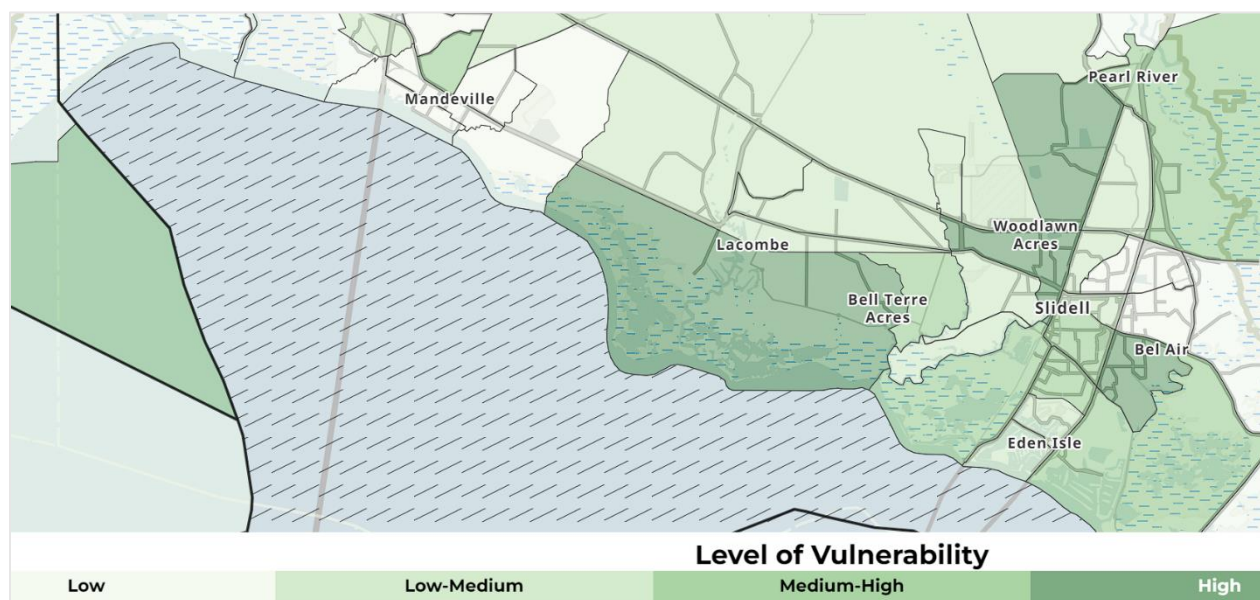 Pearl River
Mandeville
Woodlawn
Acres
Lacombe
Bell Terre
Acres
Slidell
Bel Air
Eden Isle
Level of Vulnerability
Low
Low-Medium
Medium-High
High